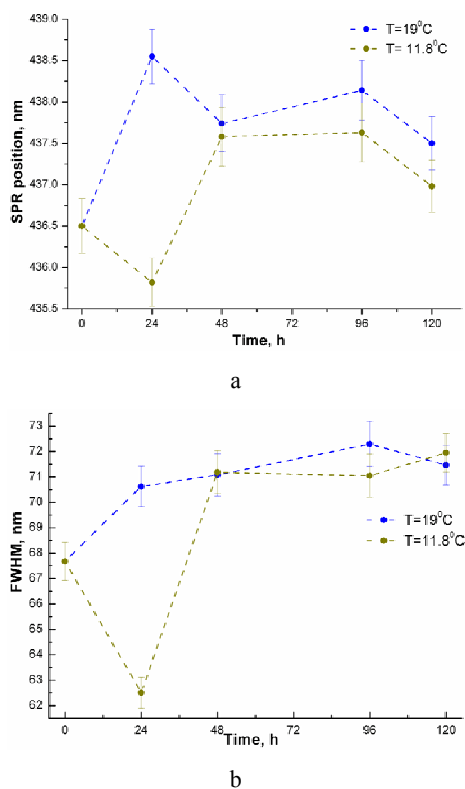 439.0
438.5
438.0
437.5
437.0
436.5
436.0
435.5
SPR position, nm
T=19⁰C
T= 11.8⁰C
0 24 48 72 96 120
Time, h
a
73
72
71
70
69
68
67
66
65
64
63
62
FWHM, nm
T=19⁰C
T=11.8⁰C
0 24 48 72 96 120
Time, h
b